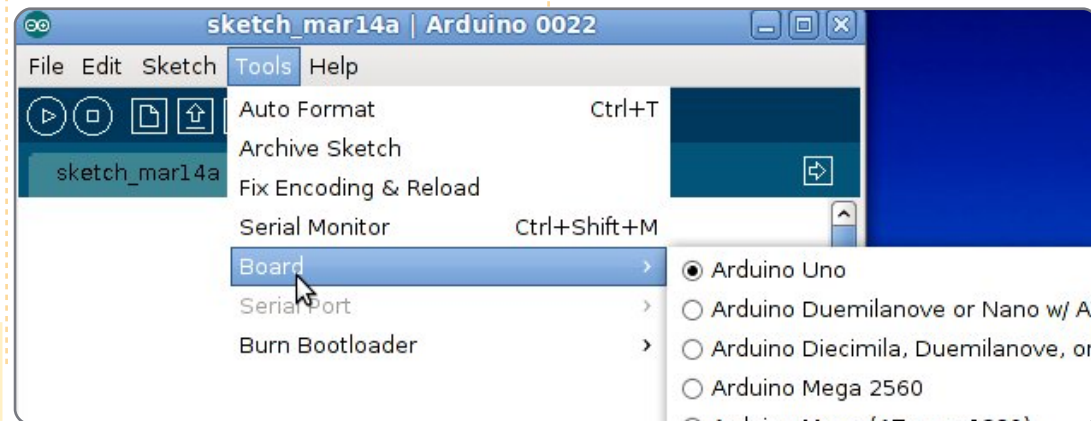 sketch_mar14a | Arduino 0022
File Edit Sketch Tools Help
Auto Format Ctrl+T
Archive Sketch
sketch_mar14a
Fix Encoding & Reload
Serial Monitor Ctrl+Shift+M
Board
Serial Port
Burn Bootloader
Arduino Uno
Arduino Duemilanove or Nano w/ A
Arduino Diecimila, Duemilanove, or
Arduino Mega 2560